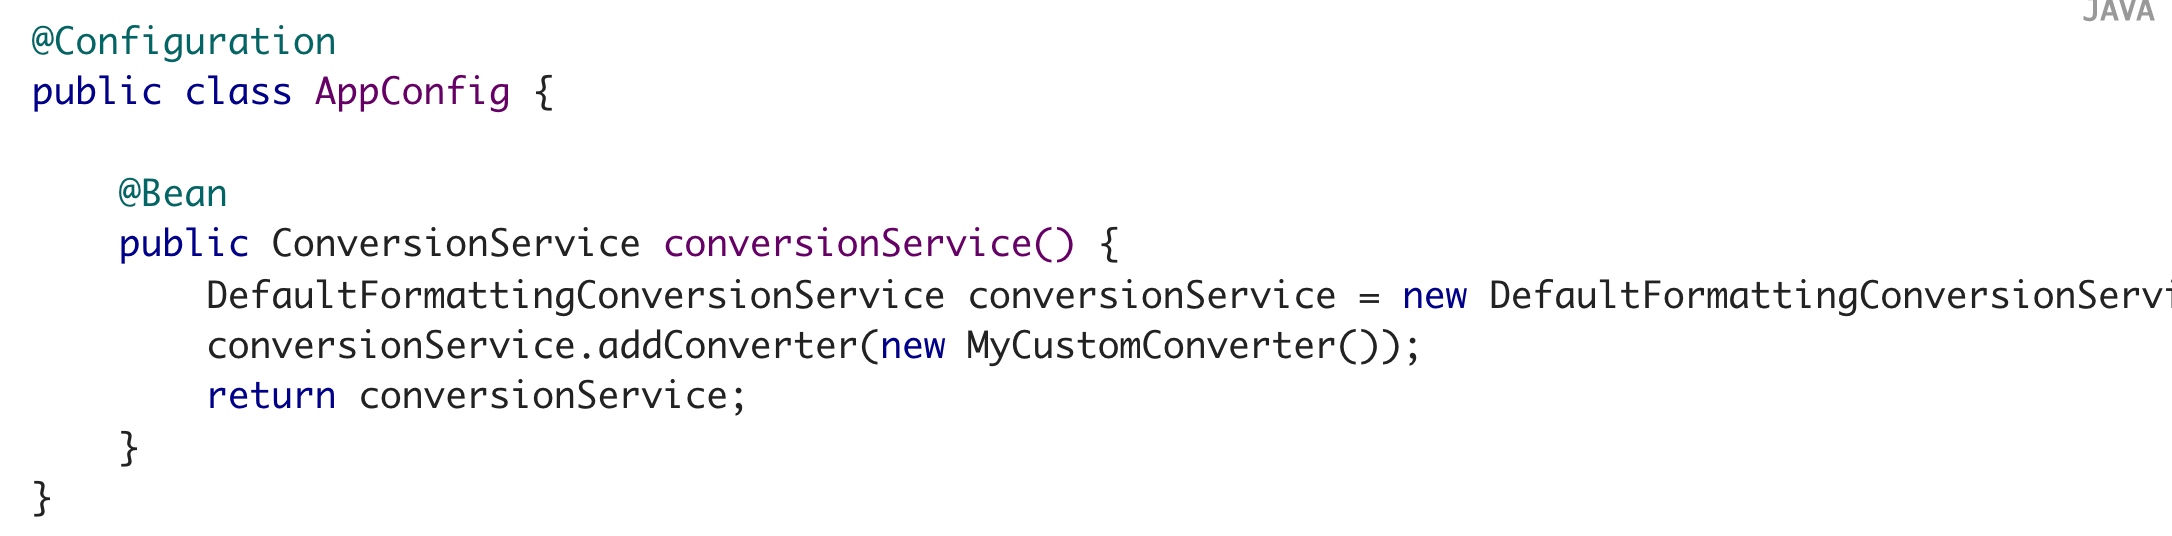 JAVA
@Configuration
public class AppConfig {
@Bean
public ConversionService conversionService() {
DefaultFormattingConversionService conversionService = new DefaultFormattingConversionServi
conversionService.addConverter(new MyCustomConverter());
return conversionService;
}
}